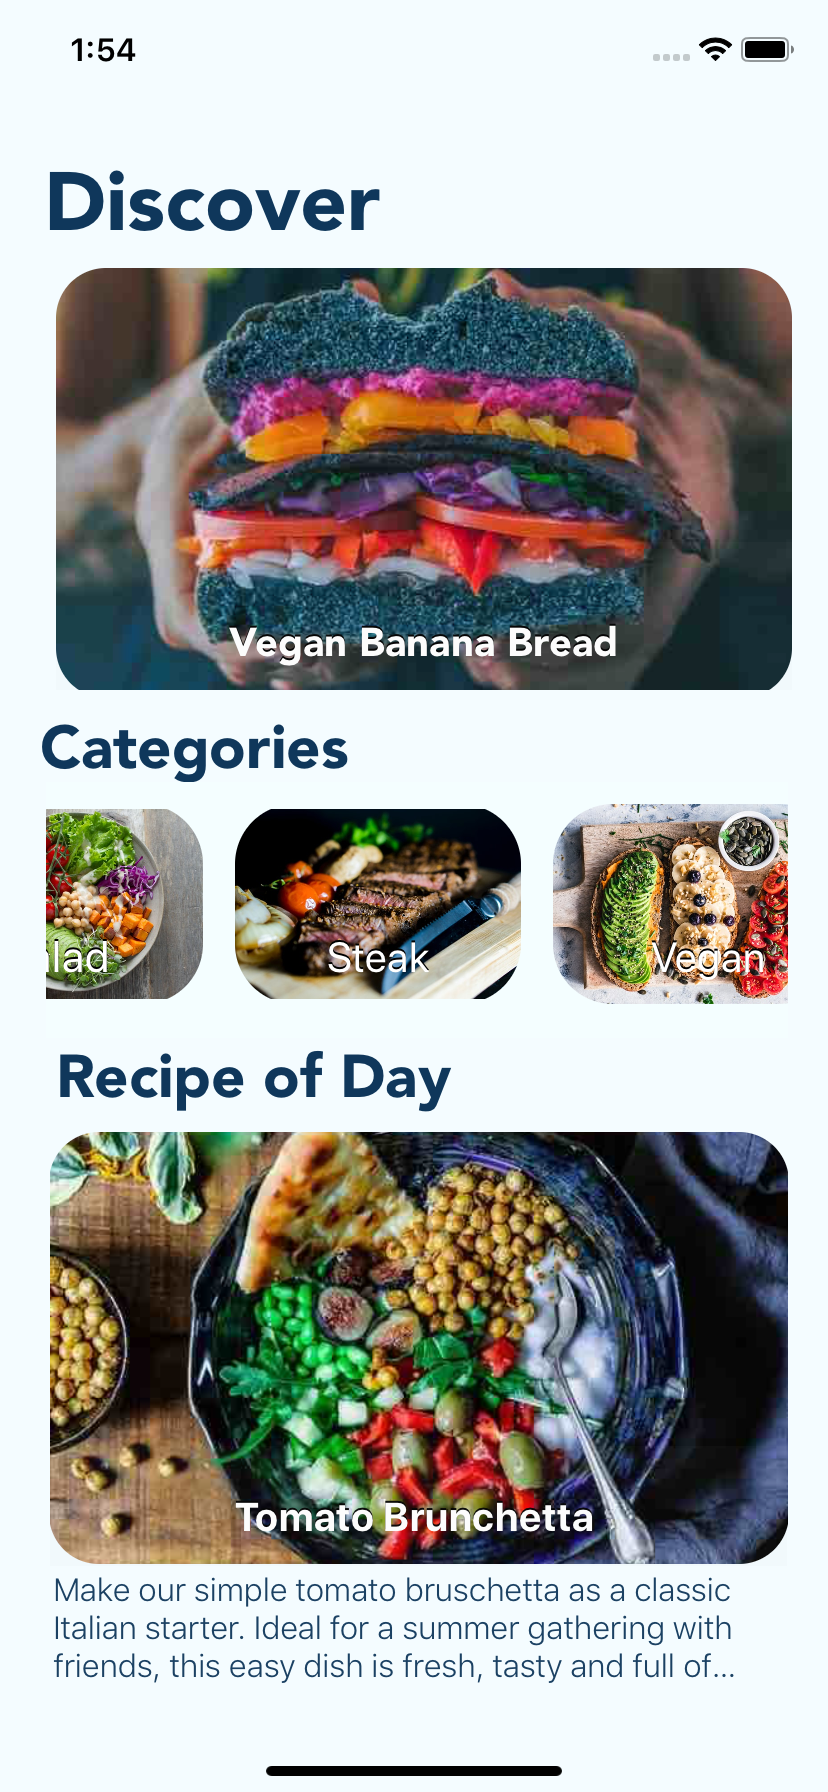 1:54
Discover
Vegan Banana Bread
Categories
lad
Steak
Vegan
Recipe of Day
Tomato Brunchetta
Make our simple tomato bruschetta as a classic
Italian starter. Ideal for a summer gathering with
friends, this easy dish is fresh, tasty and full of...